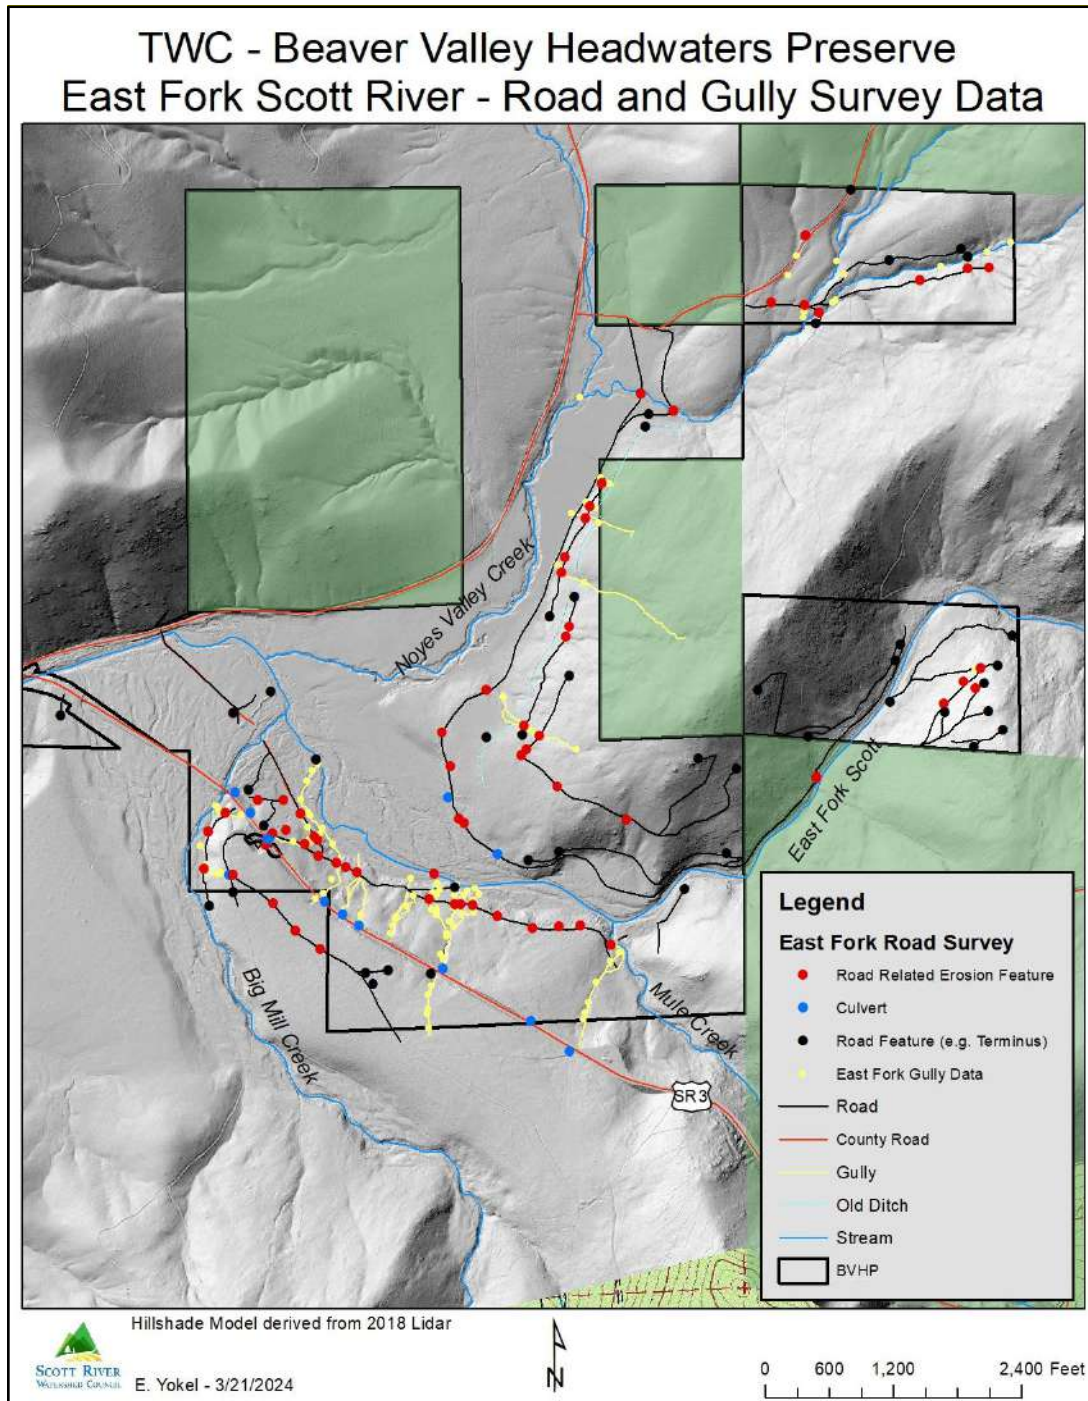 TWC - Beaver Valley Headwaters Preserve
East Fork Scott River - Road and Gully Survey Data
Noyes Valley Creek
East Fork Scott
Big Mill Creek
Mule Creek
SR3
Legend
East Fork Road Survey
Road Related Erosion Feature
Culvert
Road Feature (e.g. Terminus)
East Fork Gully Data
Road
County Road
Gully
Old Ditch
Stream
BVHP
Hillshade Model derived from 2018 Lidar
SCOTT RIVER
WATERSHED COUNCIL
E. Yokel - 3/21/2024
N
0 600 1,200 2,400 Feet